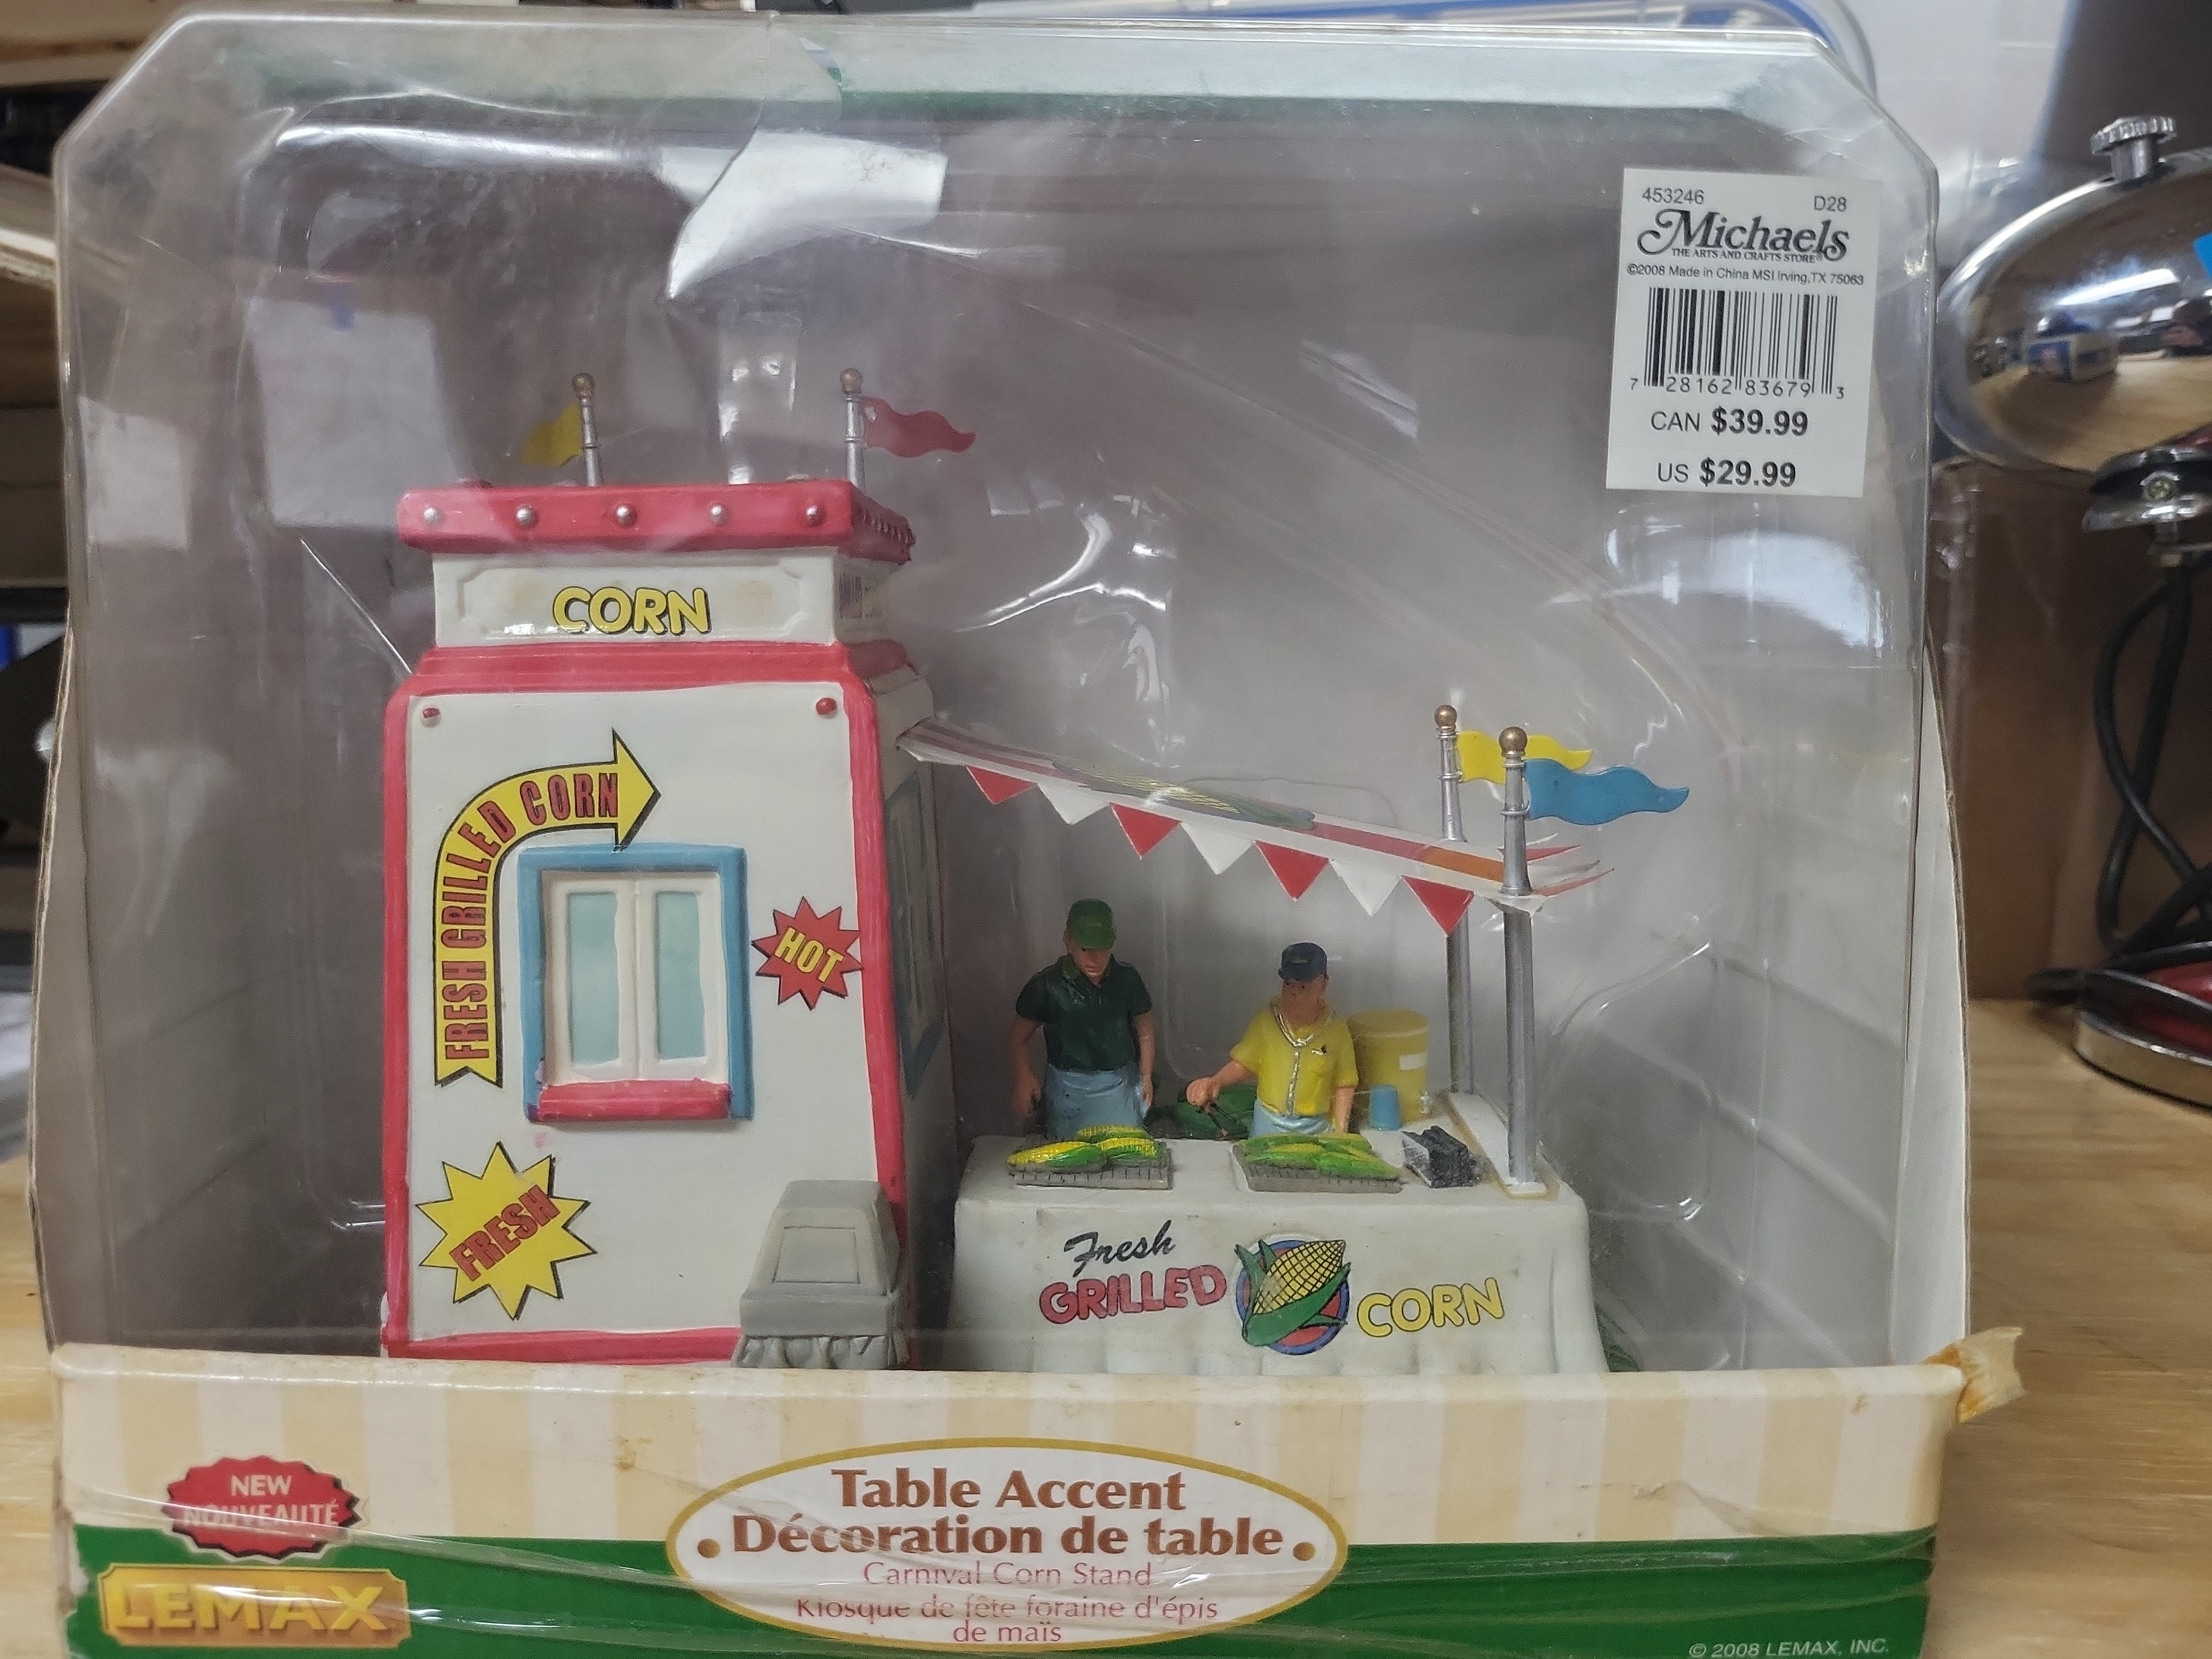 453246 D28
Michaels
THE ARTS AND CRAFTS STORE®
©2008 Made in China MSI Irving, TX 75063
7 28162 83679 3
CAN $39.99
US $29.99
CORN
FRESH GRILLED CORN
HOT
FRESH
Fresh
GRILLED CORN
NEW
NOUVEAUTÉ
LEMAX
Table Accent
• Décoration de table •
Carnival Corn Stand
Kiosque de fête foraine d'épis
de maïs
© 2008 LEMAX, INC.